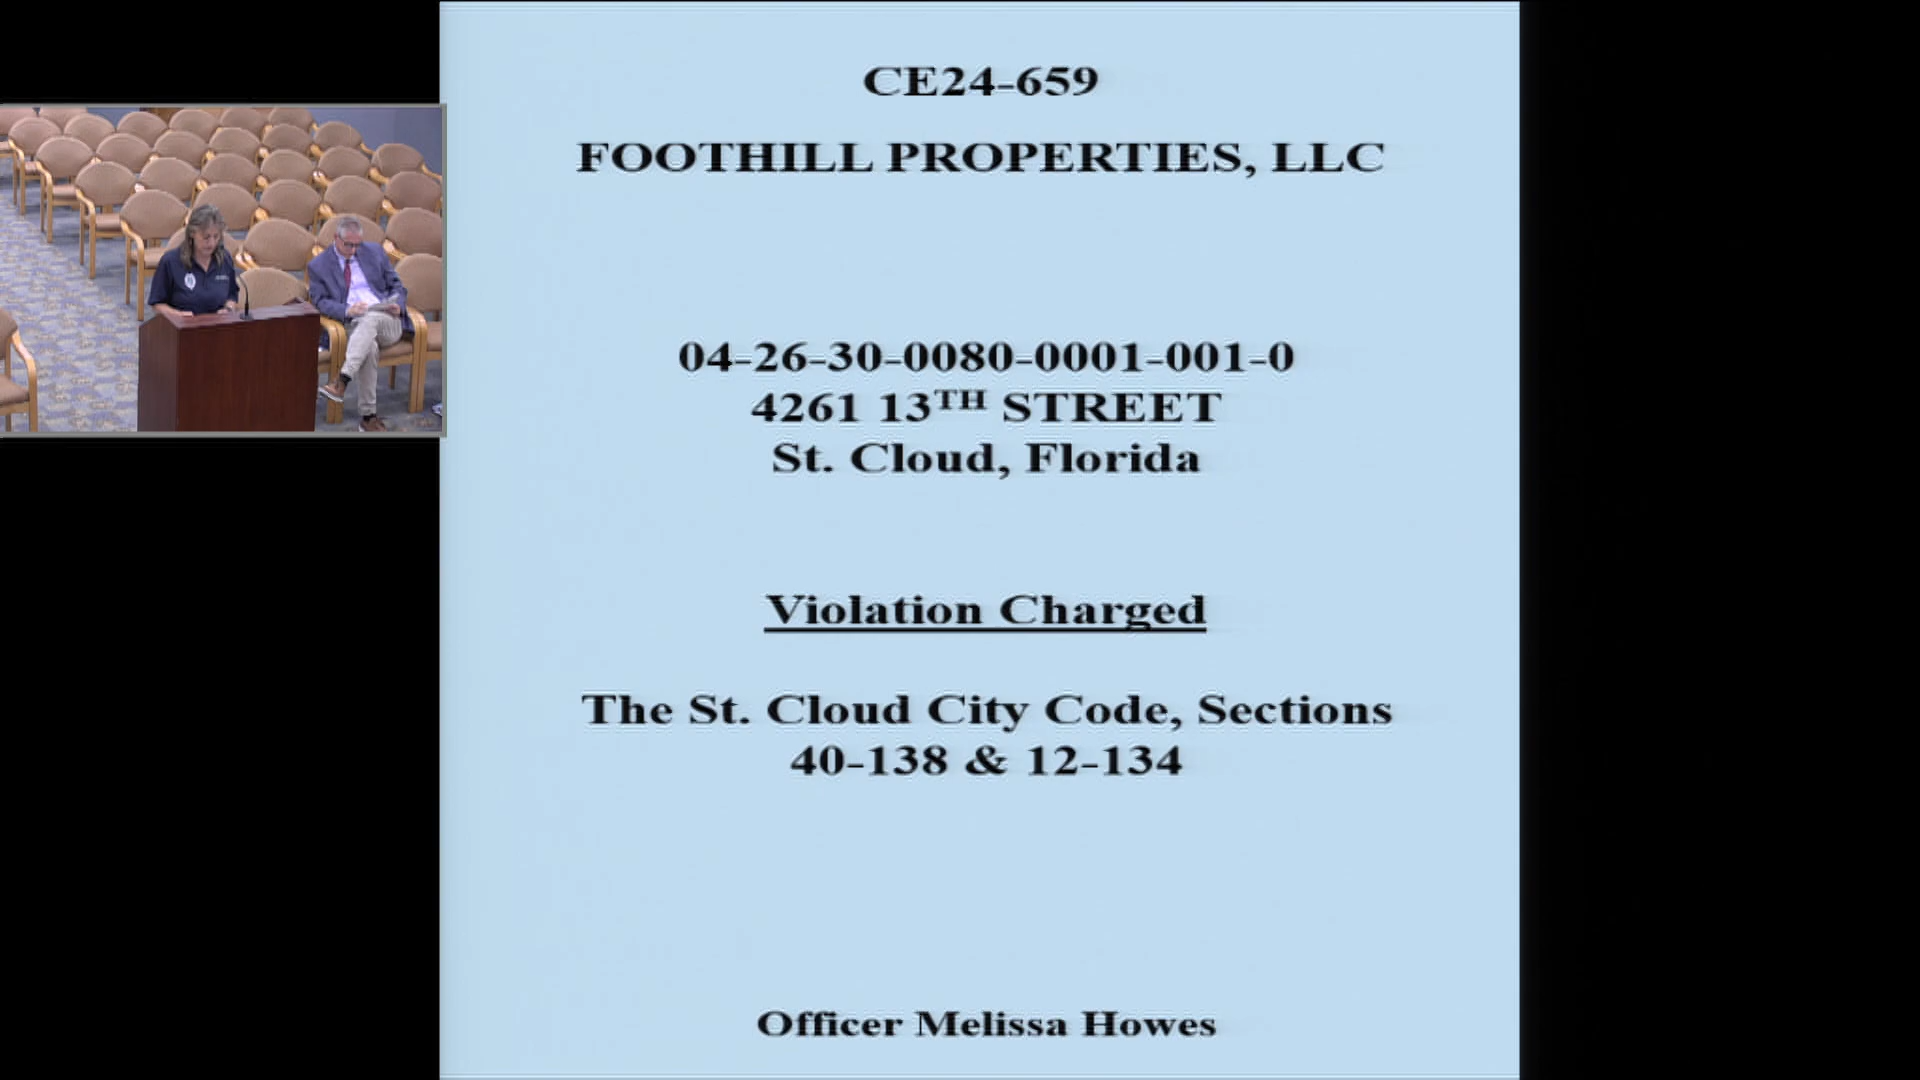 CE24-659
FOOTHILL PROPERTIES, LLC
04-26-30-0080-0001-001-0
4261 13TH STREET
St. Cloud, Florida
Violation Charged
The St. Cloud City Code, Sections
40-138 & 12-134
Officer Melissa Howes